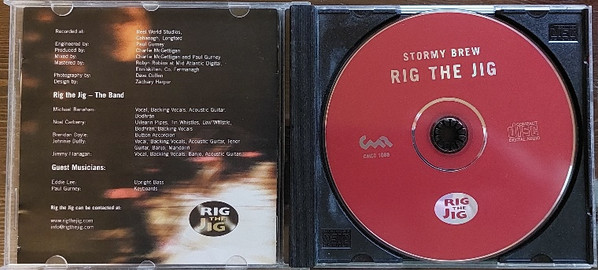 Recorded at: Beel World Studios,
Cavanagh, Longford
Engineered by: Paul Gurney
Produced by: Charlie McGettigan
Mixed by: Charlie McGettigan and Paul Gurney
Mastered by: Robyn Robins at Mid Atlantic Digital,
Enniskillen, Co. Fermanagh
Photography by: Dave Cullen
Design by: Zachary Harper
Rig the Jig – The Band
Michael Banahan: Vocal, Backing Vocals, Acoustic Guitar,
Bodhrán
Noel Carberry: Uilleann Pipes, Tin Whistles, Low Whistle,
Bodhrán, Backing Vocals
Brendan Doyle: Button Accordion
Johnnie Duffy: Vocal, Backing Vocals, Acoustic Guitar, Tenor
Guitar, Banjo, Mandolin
Jimmy Flanagan: Vocal, Backing Vocals, Banjo, Acoustic Guitar
Guest Musicians:
Eddie Lee: Upright Bass
Paul Gurney: Keyboards
Rig the Jig can be contacted at:
www.rigthejig.com
info@rigthejig.com
RIG
THE
JIG
STORMY BREW
RIG THE JIG
COMPACT
disc
DIGITAL AUDIO
RIG
THE
JIG